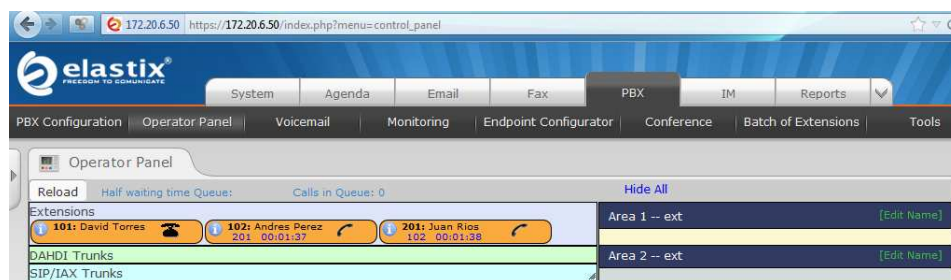 172.20.6.50 https://172.20.6.50/index.php?menu=control_panel
elastix®
FREEDOM TO COMMUNICATE
System Agenda Email Fax PBX IM Reports
PBX Configuration Operator Panel Voicemail Monitoring Endpoint Configurator Conference Batch of Extensions Tools
Operator Panel
Reload Half waiting time Queue: Calls in Queue: 0 Hide All
Extensions
101: David Torres 102: Andres Perez 201: Juan Rios
201 00:01:37 102 00:01:38
Area 1 -- ext [Edit Name]
DAHDI Trunks
Area 2 -- ext [Edit Name]
SIP/IAX Trunks